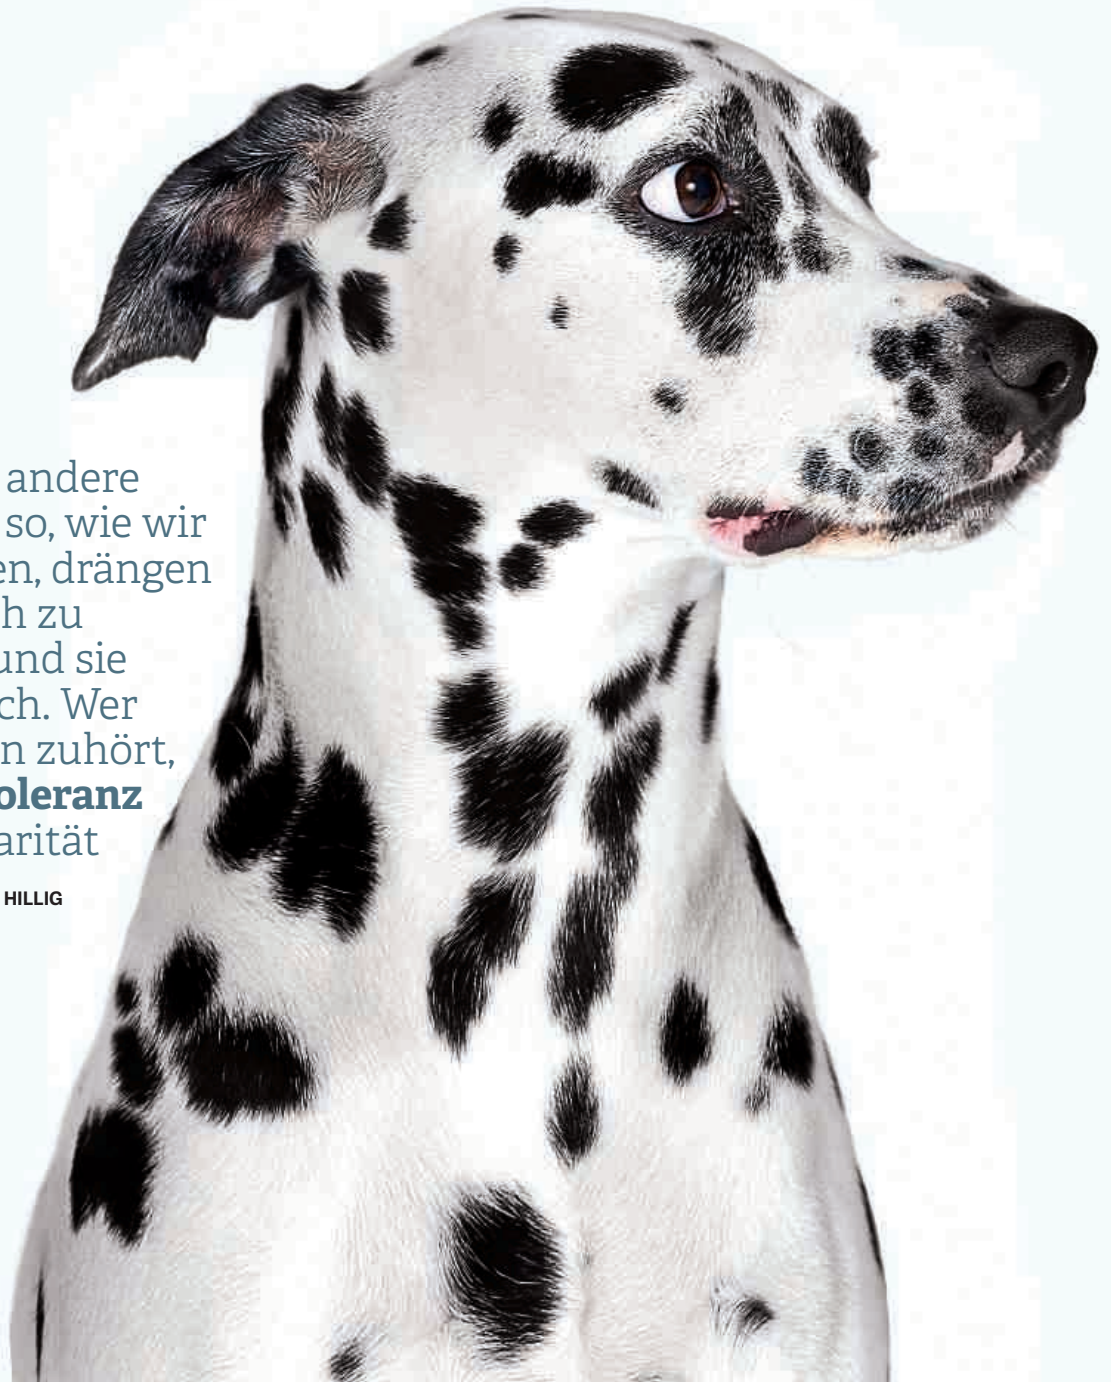 andere
so, wie wir
en, drängen
h zu
und sie
ch. Wer
n zuhört,
oleranz
arität
HILLIG